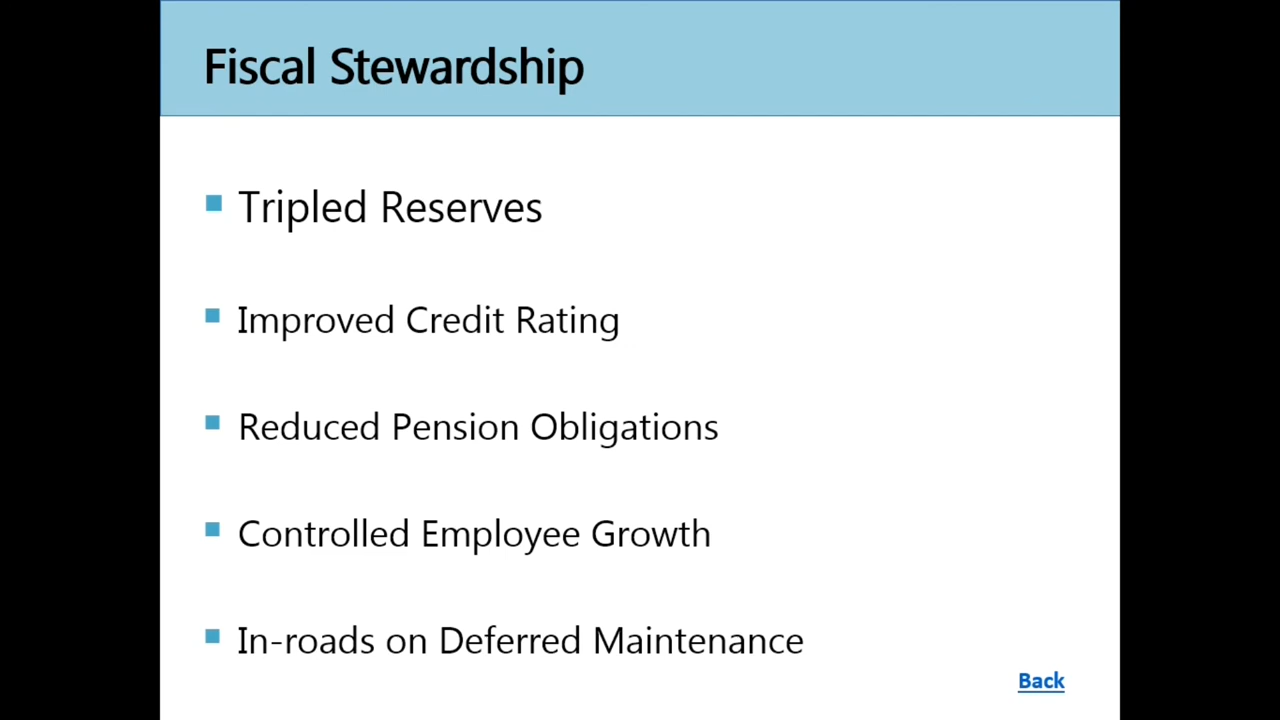 Fiscal Stewardship
Tripled Reserves
Improved Credit Rating
Reduced Pension Obligations
Controlled Employee Growth
In-roads on Deferred Maintenance
Back